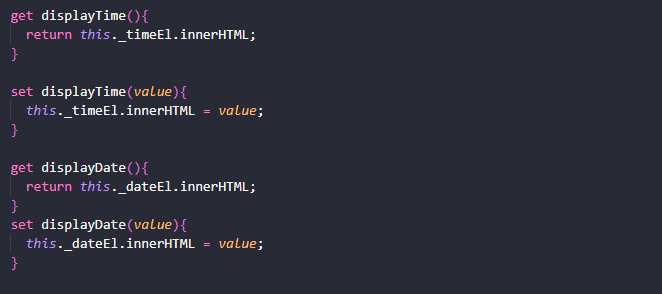 get displayTime(){
  return this._timeEl.innerHTML;
}

set displayTime(value){
  this._timeEl.innerHTML = value;
}

get displayDate(){
  return this._dateEl.innerHTML;
}
set displayDate(value){
  this._dateEl.innerHTML = value;
}